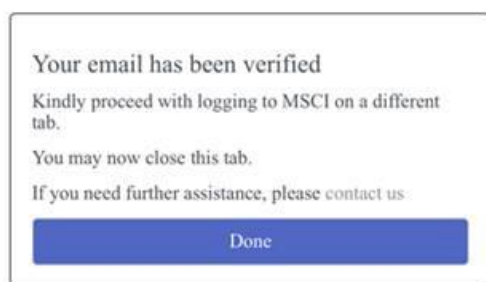 Your email has been verified
Kindly proceed with logging to MSCI on a different
tab.
You may now close this tab.
If you need further assistance, please contact us
Done